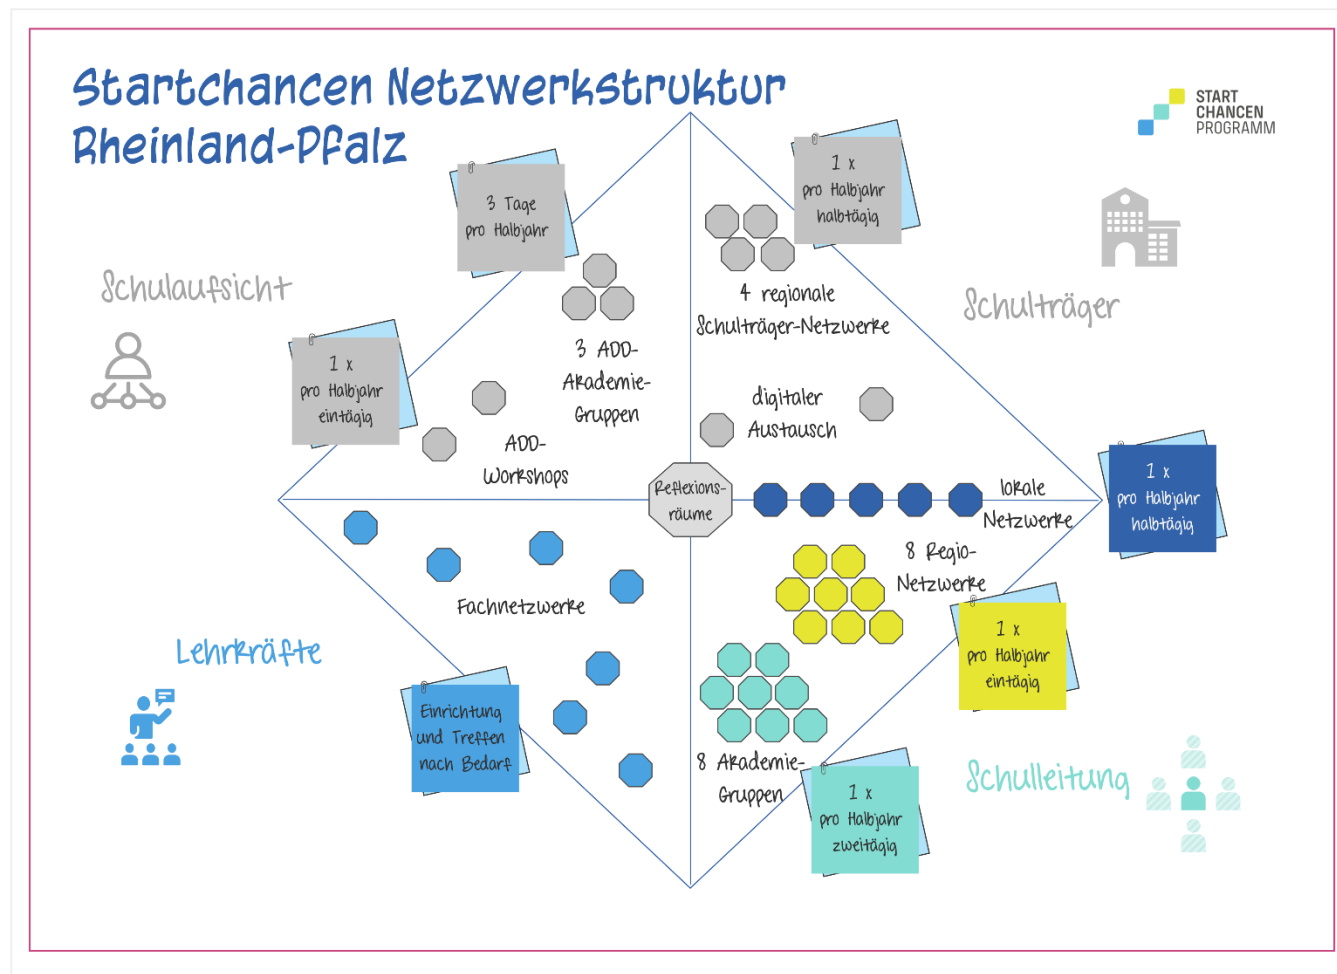 Startchancen Netzwerkstruktur
Rheinland-Pfalz
START
CHANCEN
PROGRAMM
3 Tage
pro Halbjahr
1 x
pro Halbjahr
halbtägig
Schulaufsicht
4 regionale
Schulträger-Netzwerke
Schulträger
3 ADD-
Akademie-
Gruppen
1 x
pro Halbjahr
eintägig
digitaler
Austausch
ADD-
Workshops
Reflexions-
räume
lokale
Netzwerke
1 x
pro Halbjahr
halbtägig
8 Regio-
Netzwerke
Fachnetzwerke
1 x
pro Halbjahr
eintägig
Lehrkräfte
Einrichtung
und Treffen
nach Bedarf
8 Akademie-
Gruppen
1 x
pro Halbjahr
zweitägig
Schulleitung